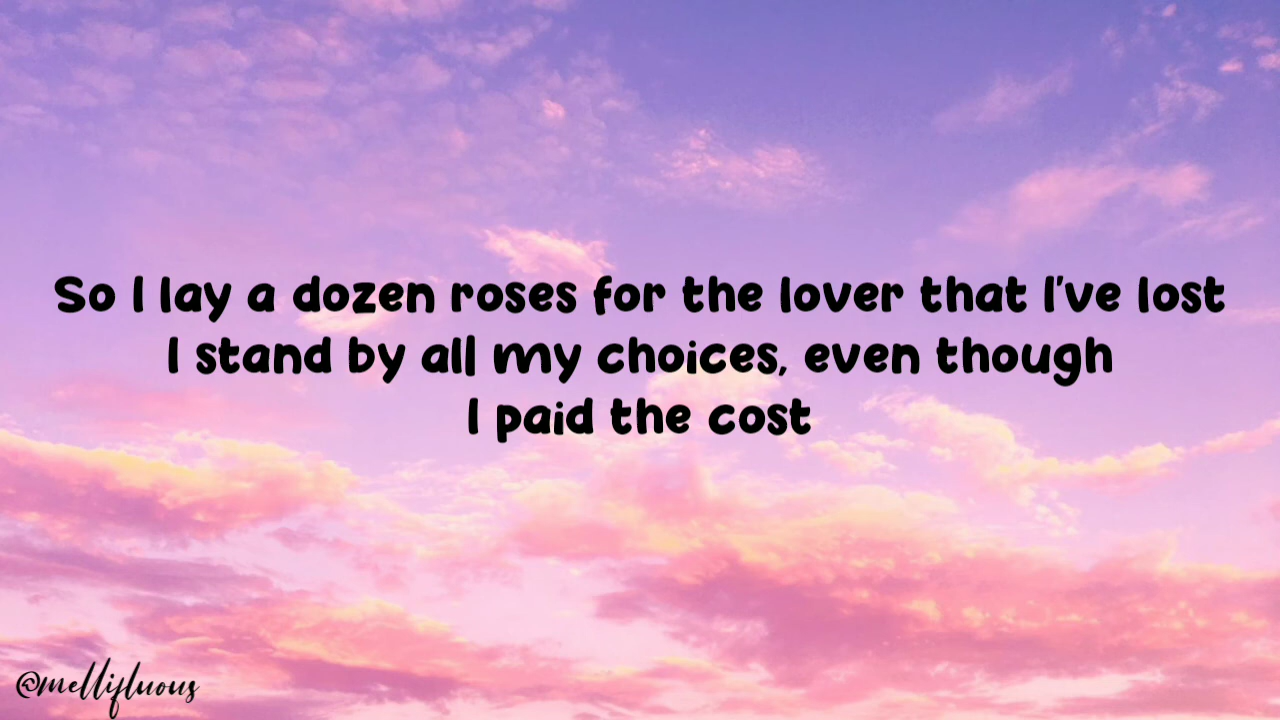 So I lay a dozen roses for the lover that I've lost
I stand by all my choices, even though
I paid the cost
@mellifluous